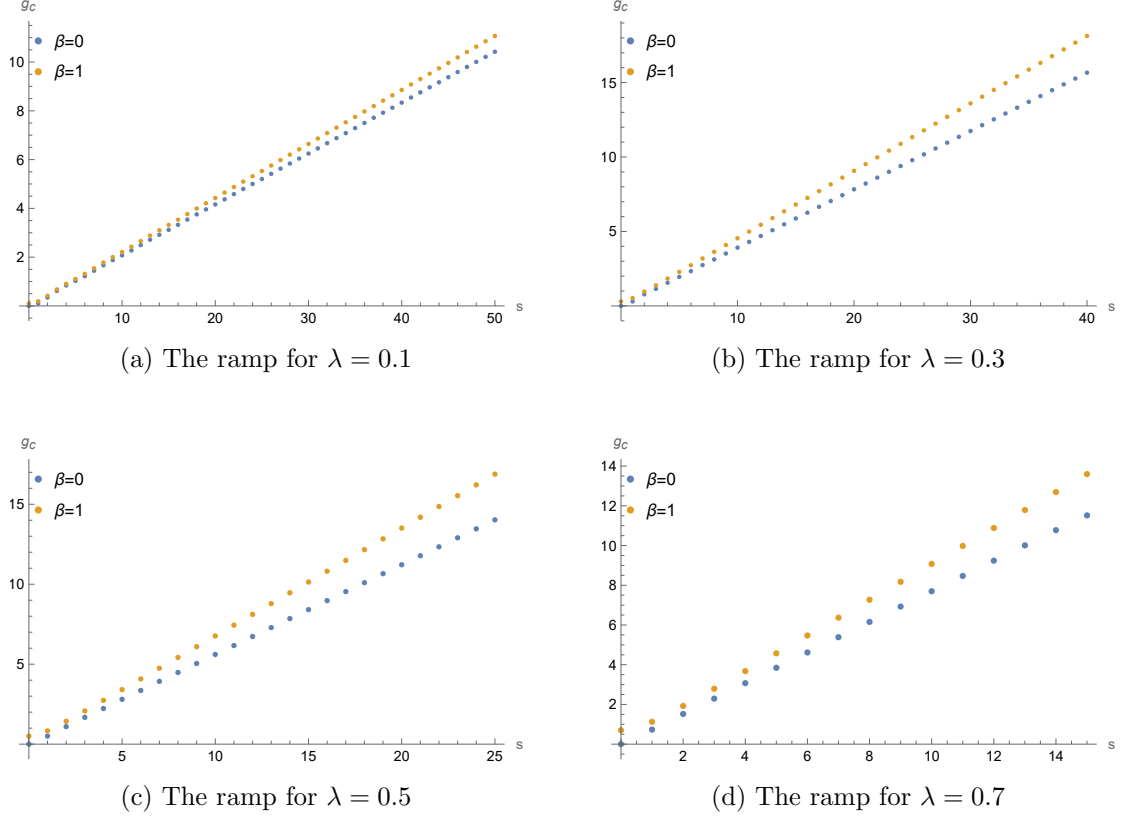 g_c
β=0
β=1
10
8
6
4
2
10 20 30 40 50 s
(a) The ramp for λ = 0.1
g_c
β=0
β=1
15
10
5
10 20 30 40 s
(b) The ramp for λ = 0.3
g_c
β=0
β=1
15
10
5
5 10 15 20 25 s
(c) The ramp for λ = 0.5
g_c
14
β=0
12
β=1
10
8
6
4
2
2 4 6 8 10 12 14 s
(d) The ramp for λ = 0.7